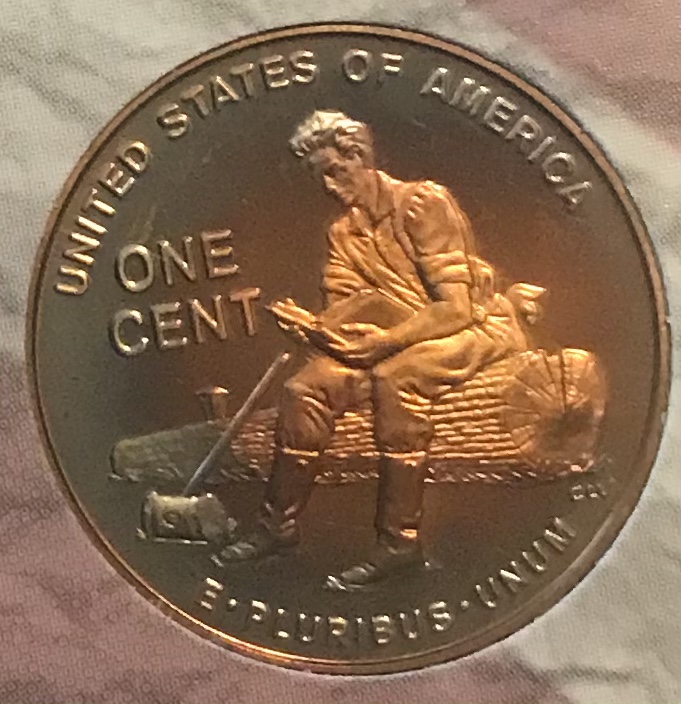 UNITED STATES OF AMERICA
ONE
CENT
E·PLURIBUS·UNUM